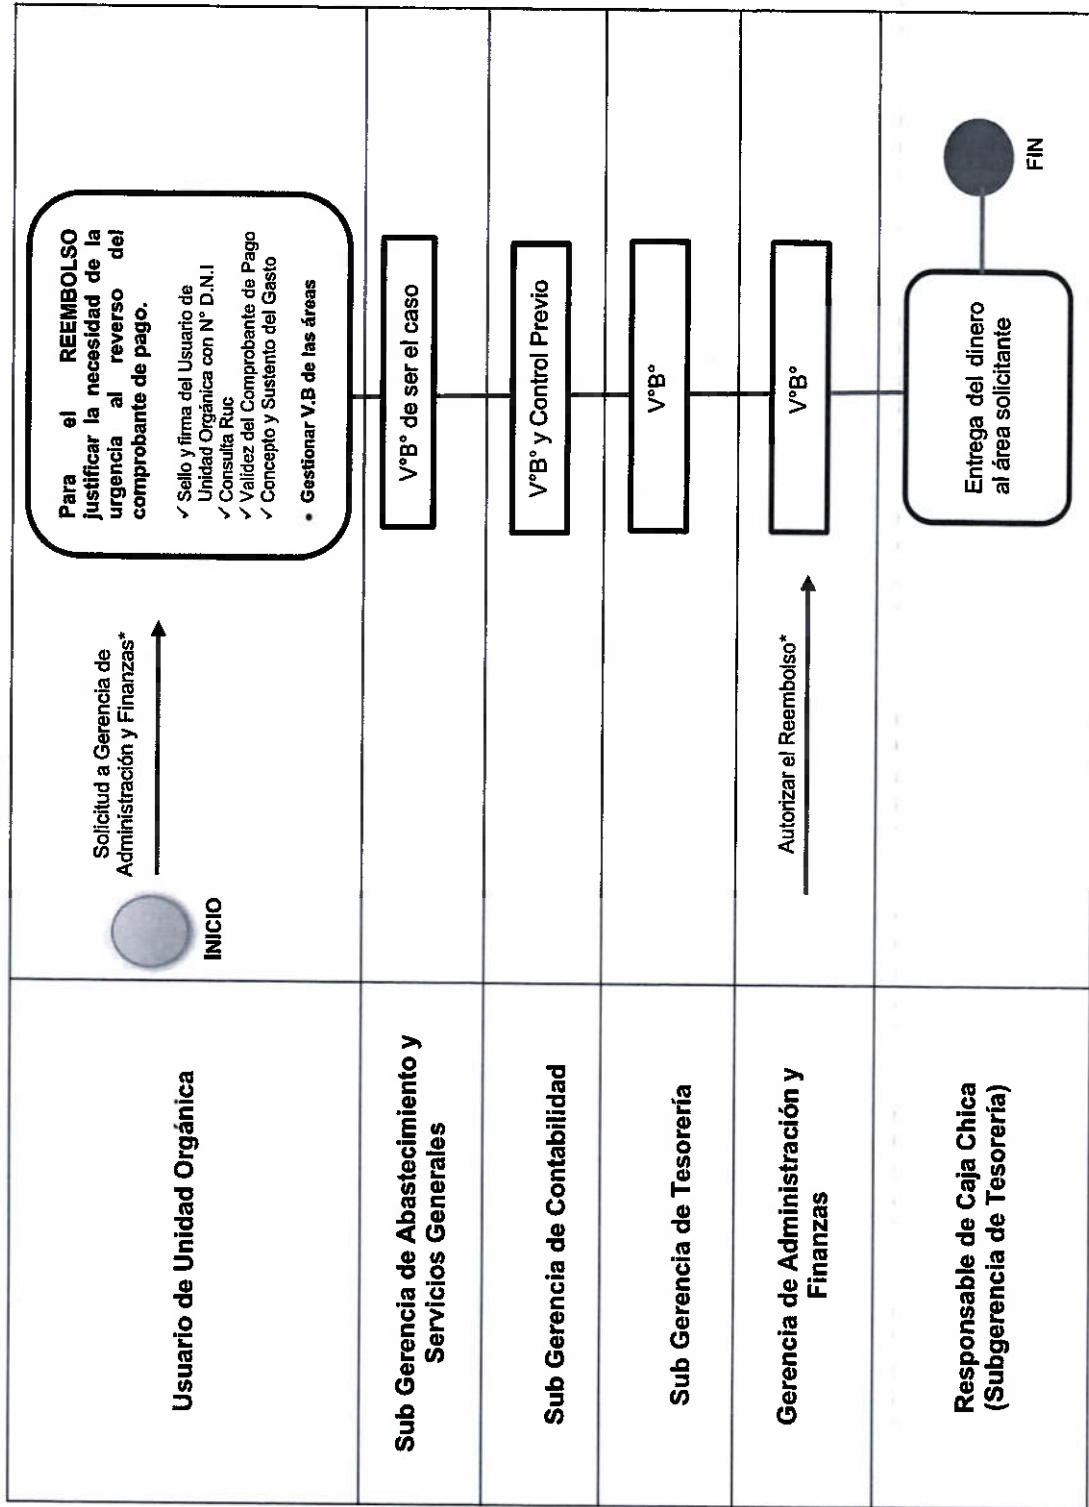 Usuario de Unidad Orgánica
INICIO
Solicitud a Gerencia de
Administración y Finanzas*
Para el REEMBOLSO
justificar la necesidad de la
urgencia al reverso del
comprobante de pago.
✓ Sello y firma del Usuario de
Unidad Orgánica con N° D.N.I
✓ Consulta Ruc
✓ Validez del Comprobante de Pago
✓ Concepto y Sustento del Gasto
• Gestionar V.B de las áreas
Sub Gerencia de Abastecimiento y
Servicios Generales
V°B° de ser el caso
Sub Gerencia de Contabilidad
V°B° y Control Previo
Sub Gerencia de Tesorería
V°B°
Gerencia de Administración y
Finanzas
Autorizar el Reembolso*
V°B°
Responsable de Caja Chica
(Subgerencia de Tesorería)
Entrega del dinero
al área solicitante
FIN